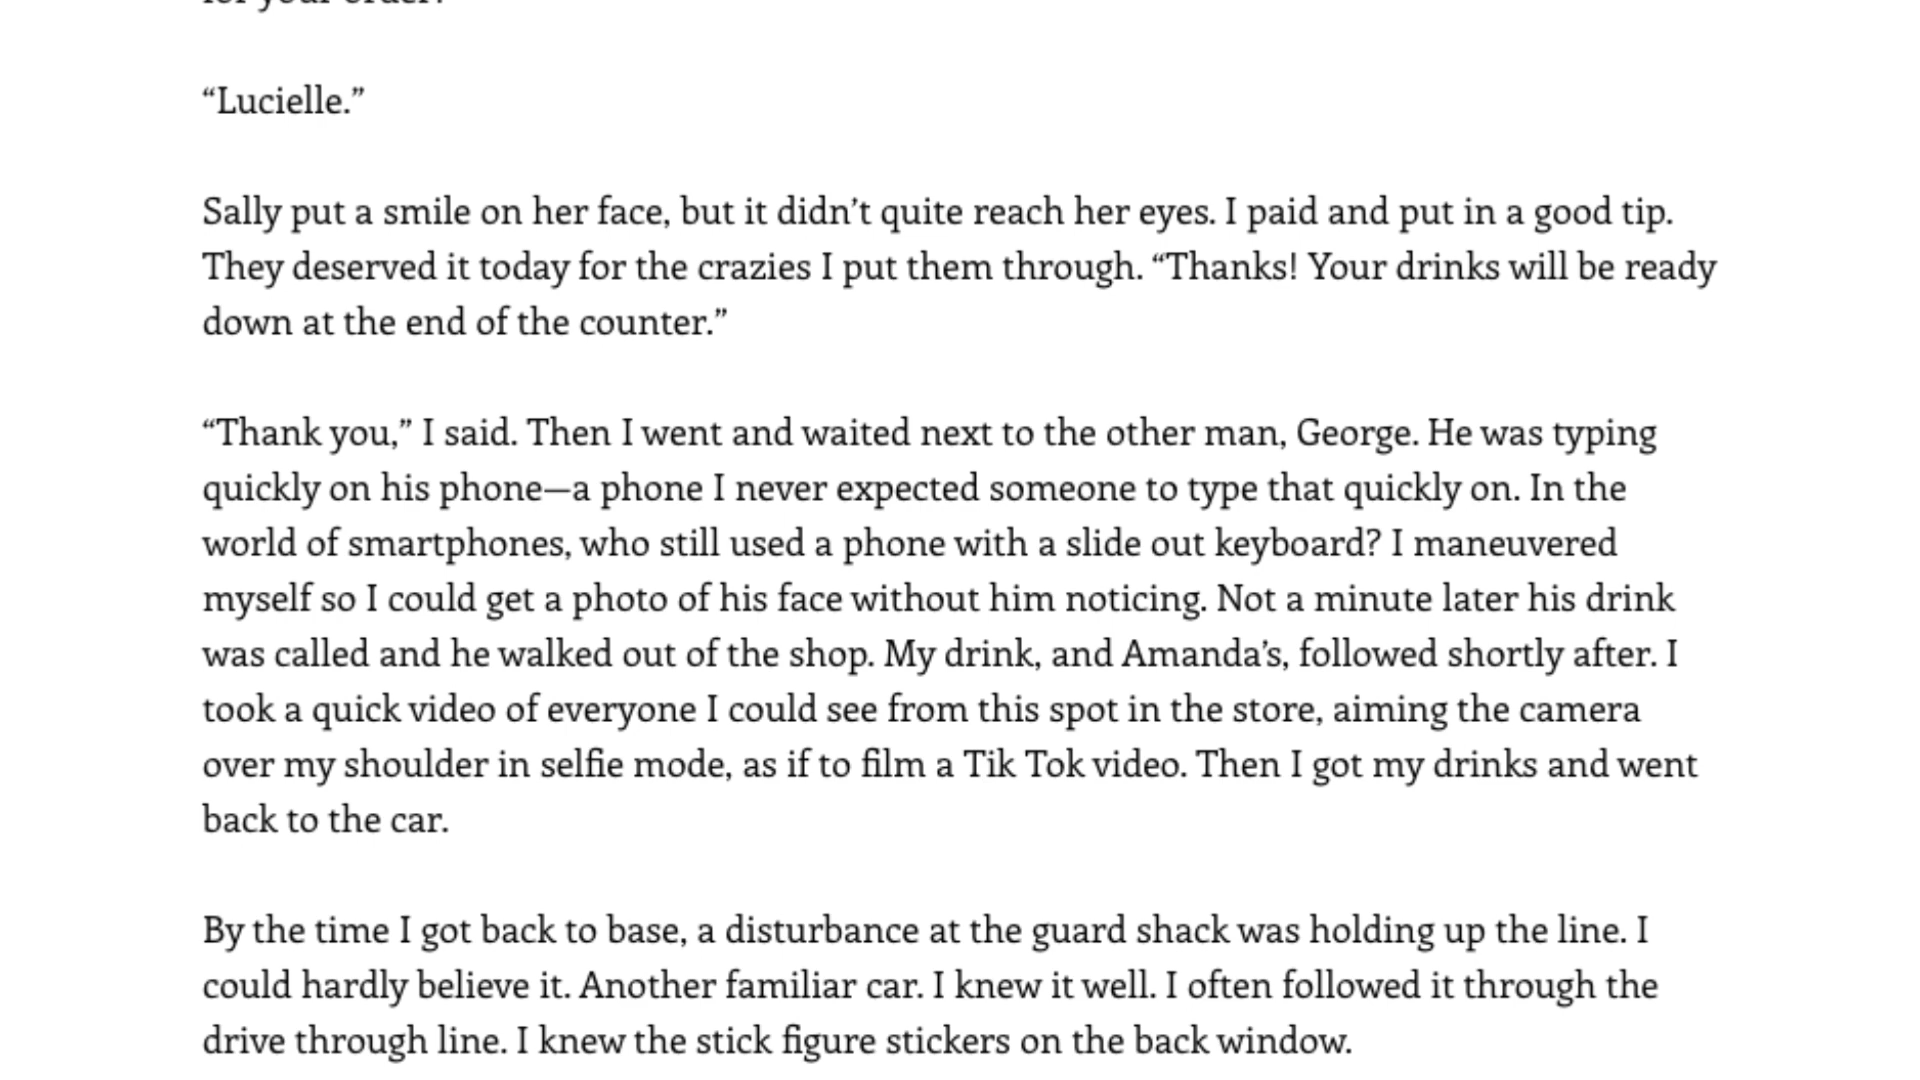 for your order?"
“Lucielle.”
Sally put a smile on her face, but it didn’t quite reach her eyes. I paid and put in a good tip.
They deserved it today for the crazies I put them through. “Thanks! Your drinks will be ready
down at the end of the counter.”
“Thank you,” I said. Then I went and waited next to the other man, George. He was typing
quickly on his phone—a phone I never expected someone to type that quickly on. In the
world of smartphones, who still used a phone with a slide out keyboard? I maneuvered
myself so I could get a photo of his face without him noticing. Not a minute later his drink
was called and he walked out of the shop. My drink, and Amanda’s, followed shortly after. I
took a quick video of everyone I could see from this spot in the store, aiming the camera
over my shoulder in selfie mode, as if to film a Tik Tok video. Then I got my drinks and went
back to the car.
By the time I got back to base, a disturbance at the guard shack was holding up the line. I
could hardly believe it. Another familiar car. I knew it well. I often followed it through the
drive through line. I knew the stick figure stickers on the back window.